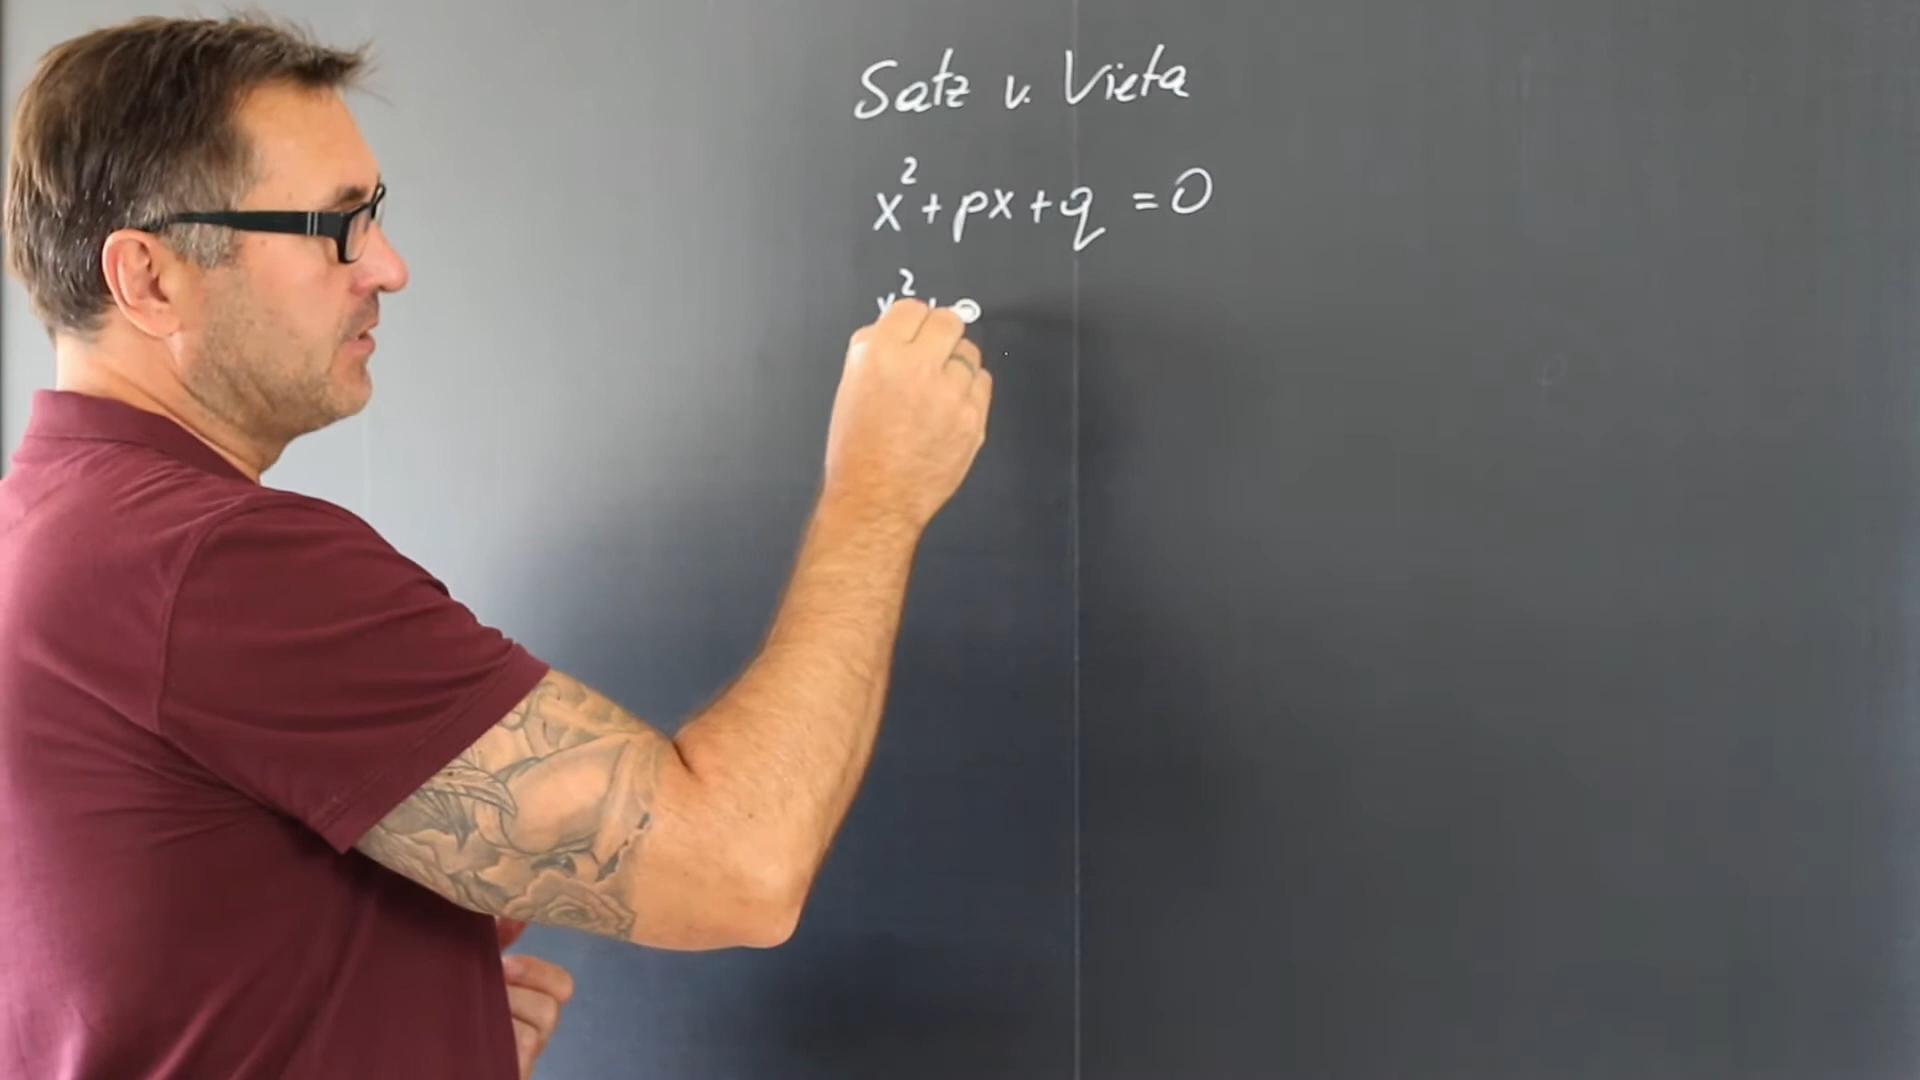 Satz v. Vieta
x² + px + q = 0
x² +